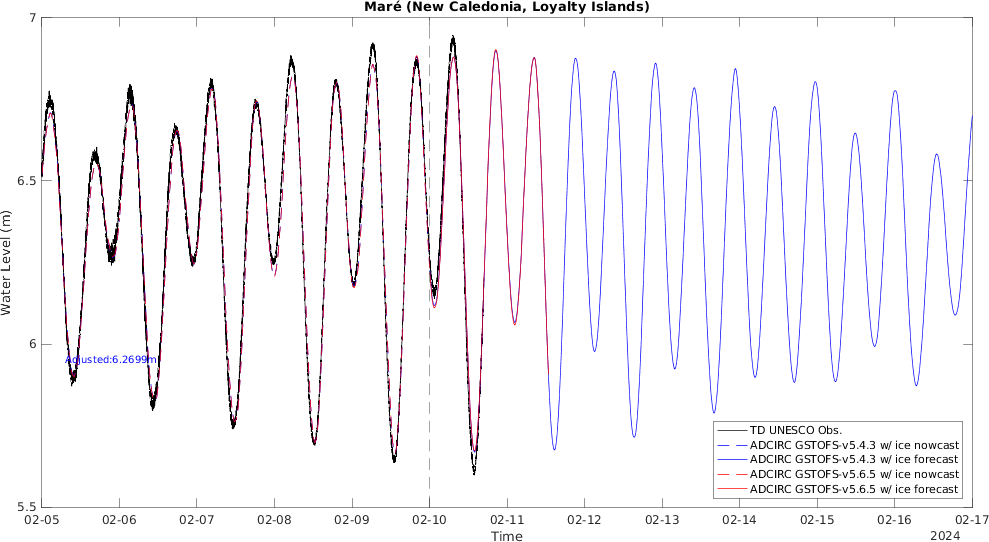 Maré (New Caledonia, Loyalty Islands)
7
6.5
6
5.5
Water Level (m)
Adjusted:6.2699m
TD UNESCO Obs.
ADCIRC GSTOFS-v5.4.3 w/ ice nowcast
ADCIRC GSTOFS-v5.4.3 w/ ice forecast
ADCIRC GSTOFS-v5.6.5 w/ ice nowcast
ADCIRC GSTOFS-v5.6.5 w/ ice forecast
02-05 02-06 02-07 02-08 02-09 02-10 02-11 02-12 02-13 02-14 02-15 02-16 02-17
Time
2024